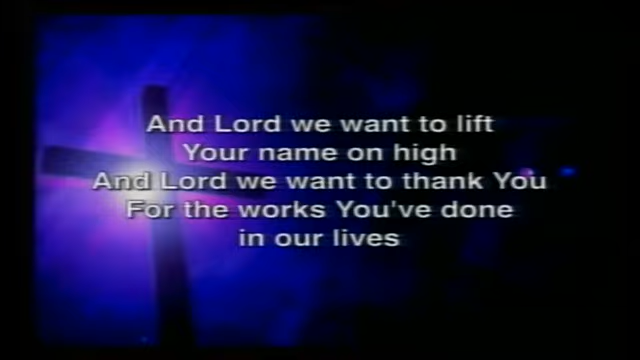 And Lord we want to lift
Your name on high
And Lord we want to thank You
For the works You've done
in our lives